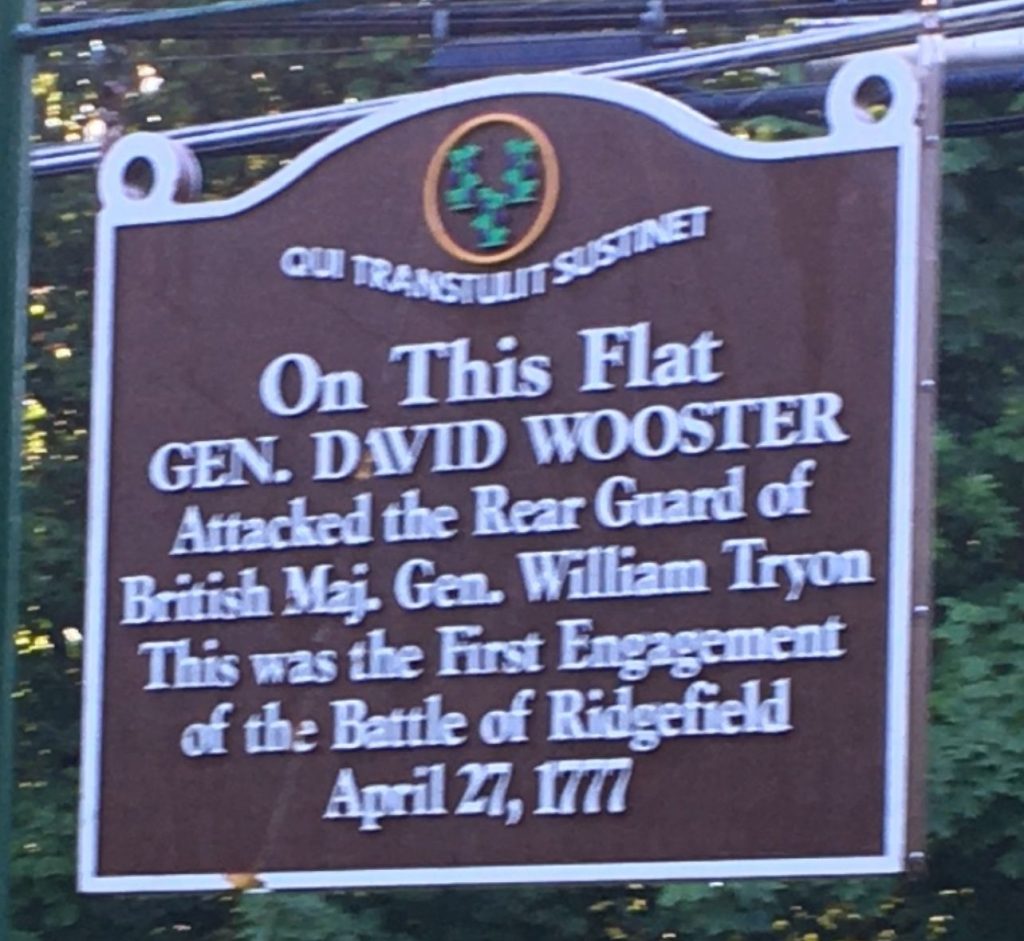 QUI TRANSTULIT SUSTINET
On This Flat
GEN. DAVID WOOSTER
Attacked the Rear Guard of
British Maj. Gen. William Tryon
This was the First Engagement
of the Battle of Ridgefield
April 27, 1777